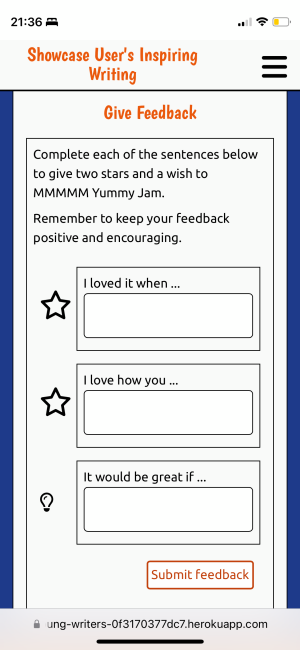 21:36
Showcase User's Inspiring
Writing
Give Feedback
Complete each of the sentences below
to give two stars and a wish to
MMMMM Yummy Jam.
Remember to keep your feedback
positive and encouraging.
I loved it when ...
I love how you ...
It would be great if ...
Submit feedback
ung-writers-0f3170377dc7.herokuapp.com